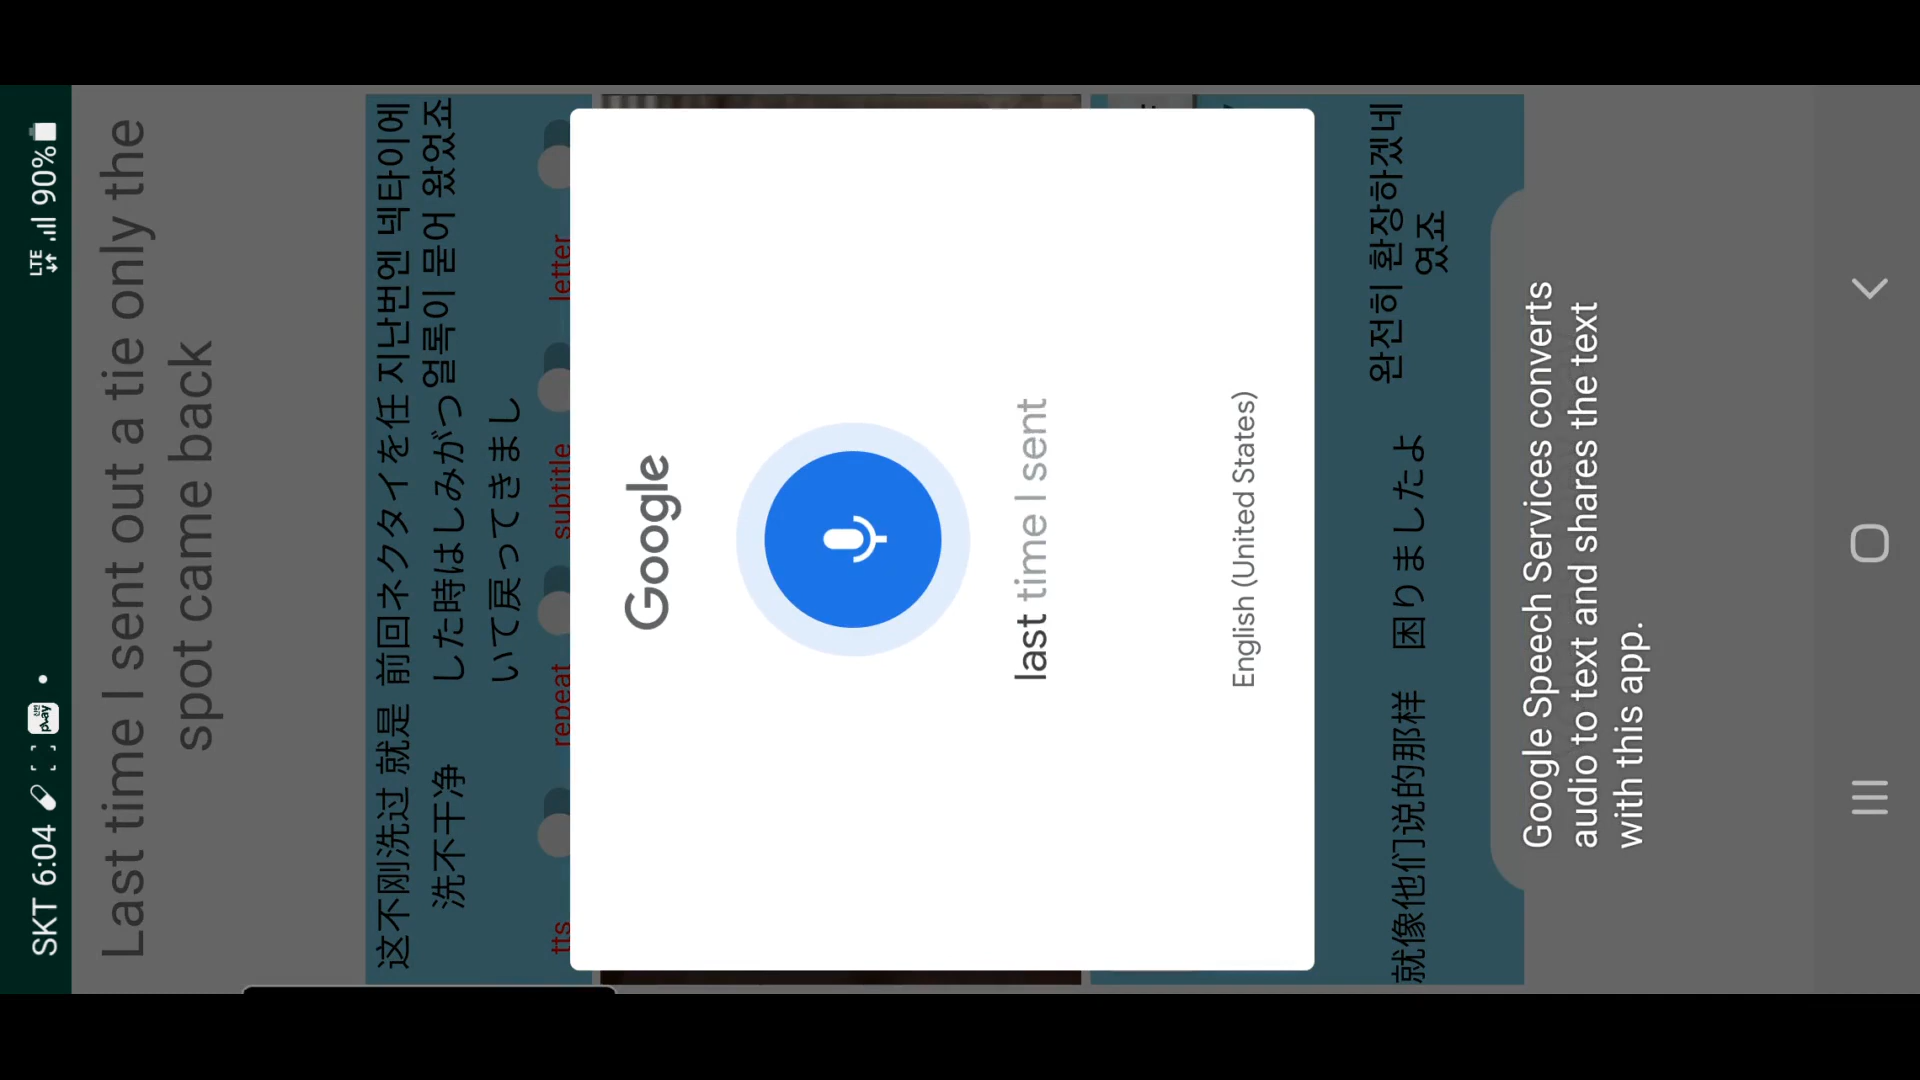 SKT 6:04
LTE
90%
Last time I sent out a tie only the
spot came back
这不刚洗过 就是
洗不干净
前回ネクタイを任
した時はしみがつ
いて戻ってきまし
지난번엔 넥타이에
얼룩이 묻어 왔었죠
tts
repeat
subtitle
letter
Google
last time I sent
English (United States)
就像他们说的那样
困りましたよ
완전히 환장하겠네
였죠
Google Speech Services converts
audio to text and shares the text
with this app.